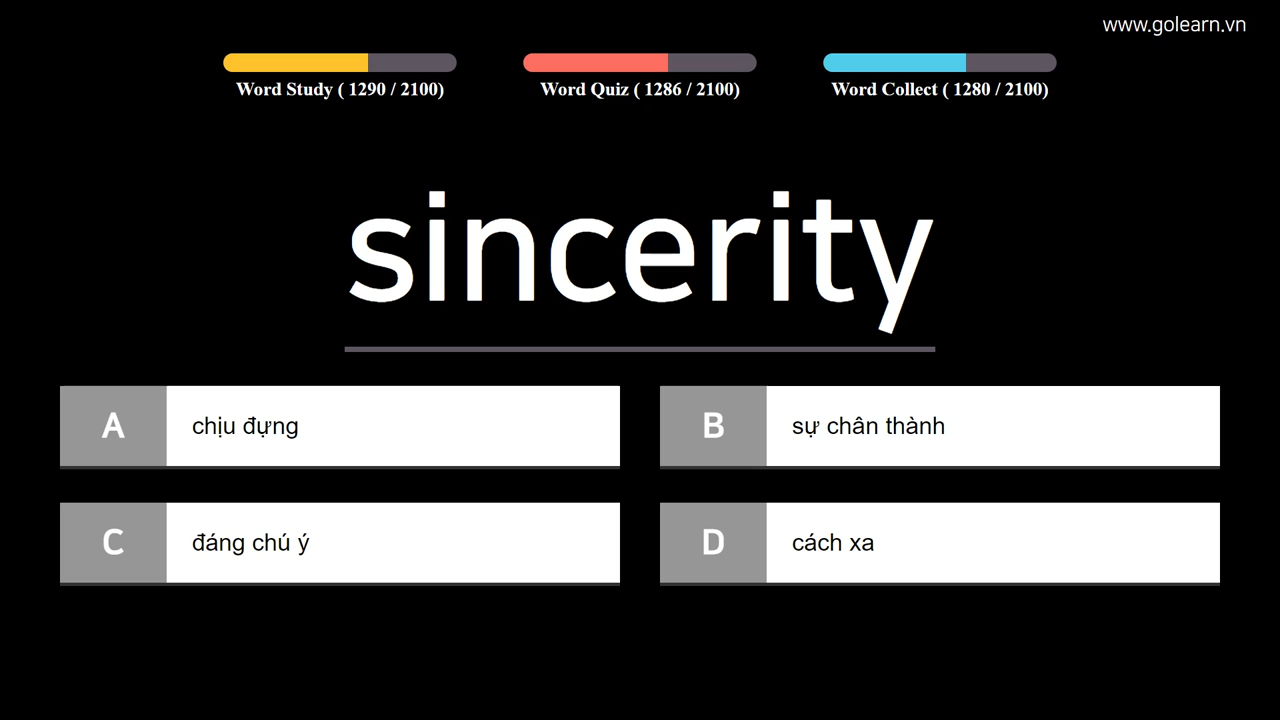 www.golearn.vn
Word Study ( 1290 / 2100)
Word Quiz ( 1286 / 2100)
Word Collect ( 1280 / 2100)
sincerity
A chịu đựng
B sự chân thành
C đáng chú ý
D cách xa